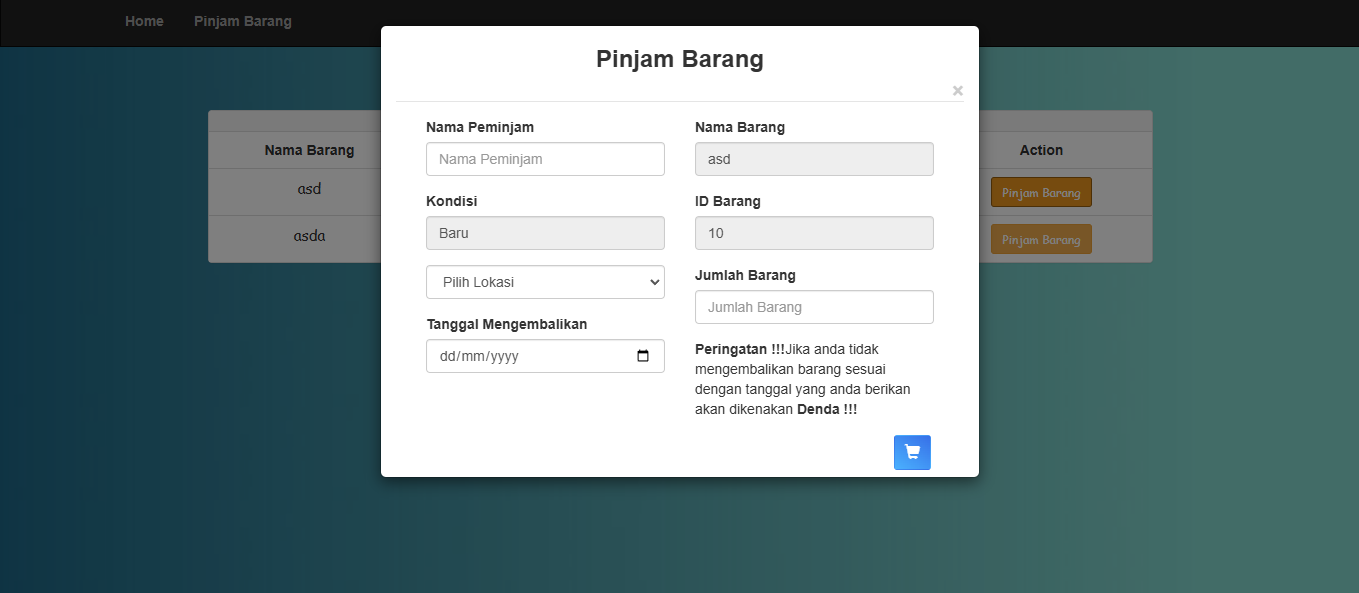 Home
Pinjam Barang
Pinjam Barang
×
Nama Peminjam
Nama Peminjam
Kondisi
Baru
Pilih Lokasi
Tanggal Mengembalikan
dd/mm/yyyy
Nama Barang
asd
ID Barang
10
Jumlah Barang
Jumlah Barang
Peringatan !!!Jika anda tidak
mengembalikan barang sesuai
dengan tanggal yang anda berikan
akan dikenakan Denda !!!
Nama Barang
Action
asd
Pinjam Barang
asda
Pinjam Barang